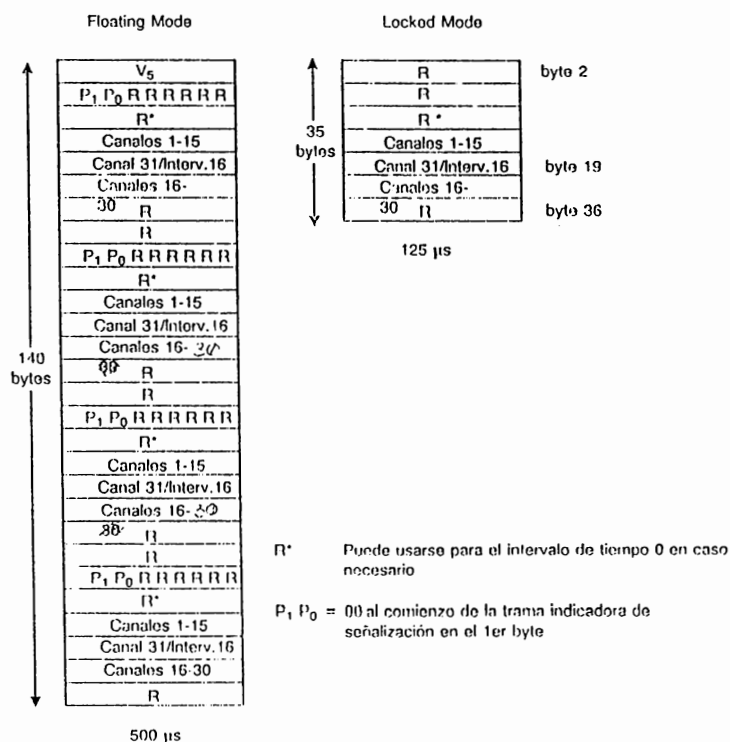 Floating Mode
V5
P1 P0 R R R R R R
R*
Canales 1-15
Canal 31/Interv.16
Canales 16-
30 R
R
P1 P0 R R R R R R
R*
Canales 1-15
Canal 31/Interv.16
Canales 16- 30
R
R
P1 P0 R R R R R R
R*
Canales 1-15
Canal 31/Interv.16
Canales 16- 30
30 R
R
P1 P0 R R R R R R
R*
Canales 1-15
Canal 31/Interv.16
Canales 16-30
R
140
bytes
500 µs
Locked Mode
R
R
R*
Canales 1-15
Canal 31/Interv.16
Canales 16-
30 R
35
bytes
byte 2
byte 19
byte 36
125 µs
R* Puede usarse para el intervalo de tiempo 0 en caso
necesario
P1 P0 = 00 al comienzo de la trama indicadora de
señalización en el 1er byte